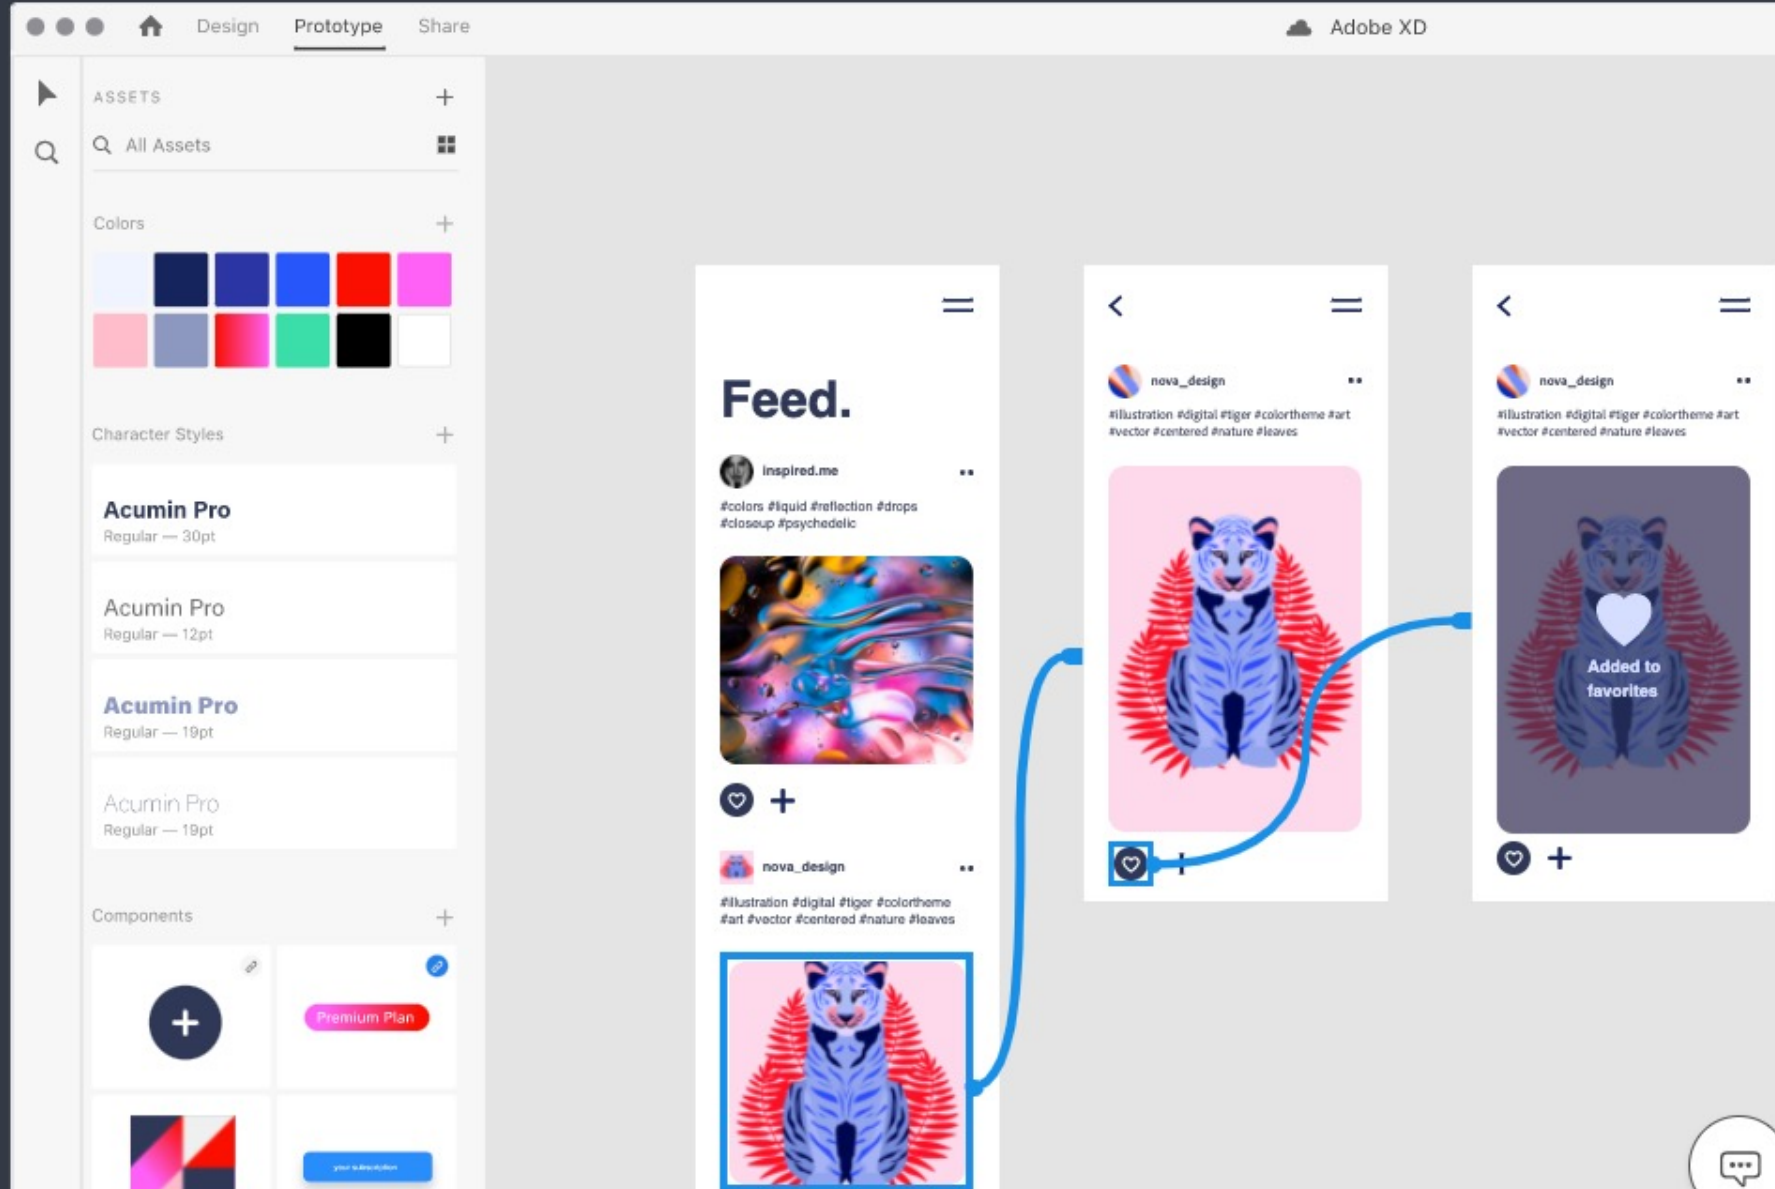 Design Prototype Share
Adobe XD
ASSETS
All Assets
Colors
Character Styles
Acumin Pro
Regular — 30pt
Acumin Pro
Regular — 12pt
Acumin Pro
Regular — 19pt
Acumin Pro
Regular — 19pt
Components
Premium Plan
your subscription
Feed.
inspired.me
#colors #liquid #reflection #drops
#closeup #psychedelic
nova_design
#illustration #digital #tiger #colortheme
#art #vector #centered #nature #leaves
nova_design
#illustration #digital #tiger #colortheme #art
#vector #centered #nature #leaves
nova_design
#illustration #digital #tiger #colortheme #art
#vector #centered #nature #leaves
Added to
favorites